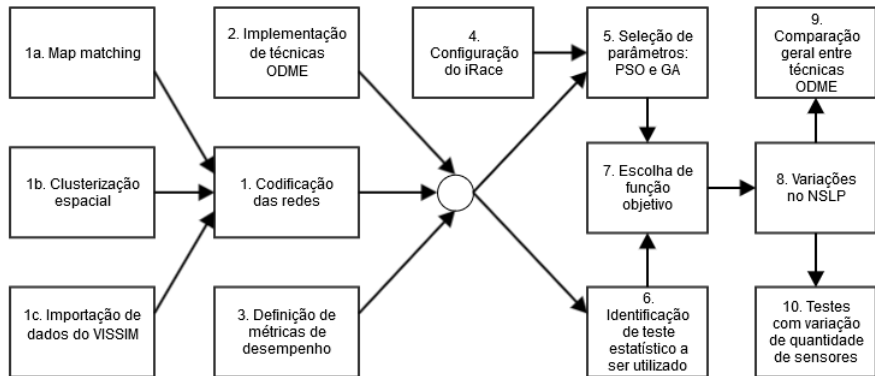 1a. Map matching
2. Implementação
de técnicas
ODME
4.
Configuração
do iRace
5. Seleção de
parâmetros:
PSO e GA
9.
Comparação
geral entre
técnicas
ODME
1b. Clusterização
espacial
1. Codificação
das redes
7. Escolha de
função
objetivo
8. Variações
no NSLP
1c. Importação de
dados do VISSIM
3. Definição de
métricas de
desempenho
6.
Identificação
de teste
estatístico a
ser utilizado
10. Testes
com variação
de quantidade
de sensores